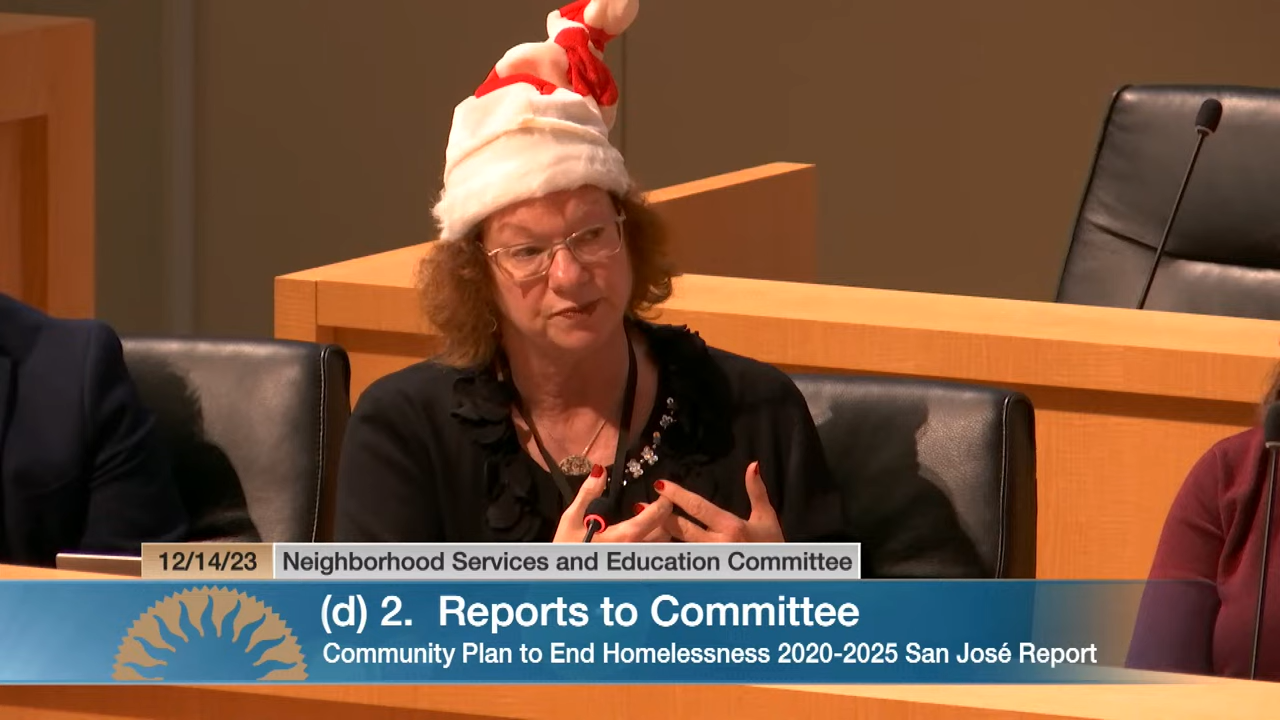 12/14/23 Neighborhood Services and Education Committee
(d) 2. Reports to Committee
Community Plan to End Homelessness 2020-2025 San José Report